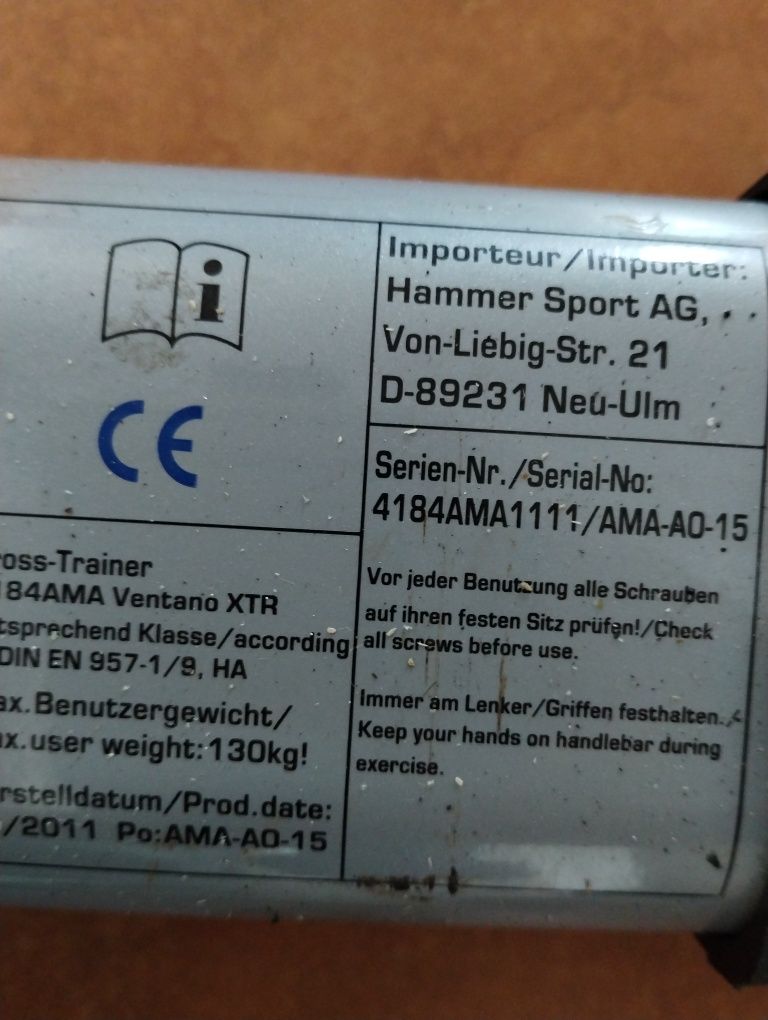 i
CE
Importeur/Importer:
Hammer Sport AG,
Von-Liebig-Str. 21
D-89231 Neu-Ulm
Serien-Nr./Serial-No:
4184AMA1111/AMA-AO-15
Vor jeder Benutzung alle Schrauben
auf ihren festen Sitz prüfen!/Check
all screws before use.
Immer am Lenker/Griffen festhalten./
Keep your hands on handlebar during
exercise.
oss-Trainer
184AMA Ventano XTR
tsprechend Klasse/according
DIN EN 957-1/9, HA
ax.Benutzergewicht/
x.user weight:130kg!
rstelldatum/Prod.date:
/2011 Po:AMA-AO-15